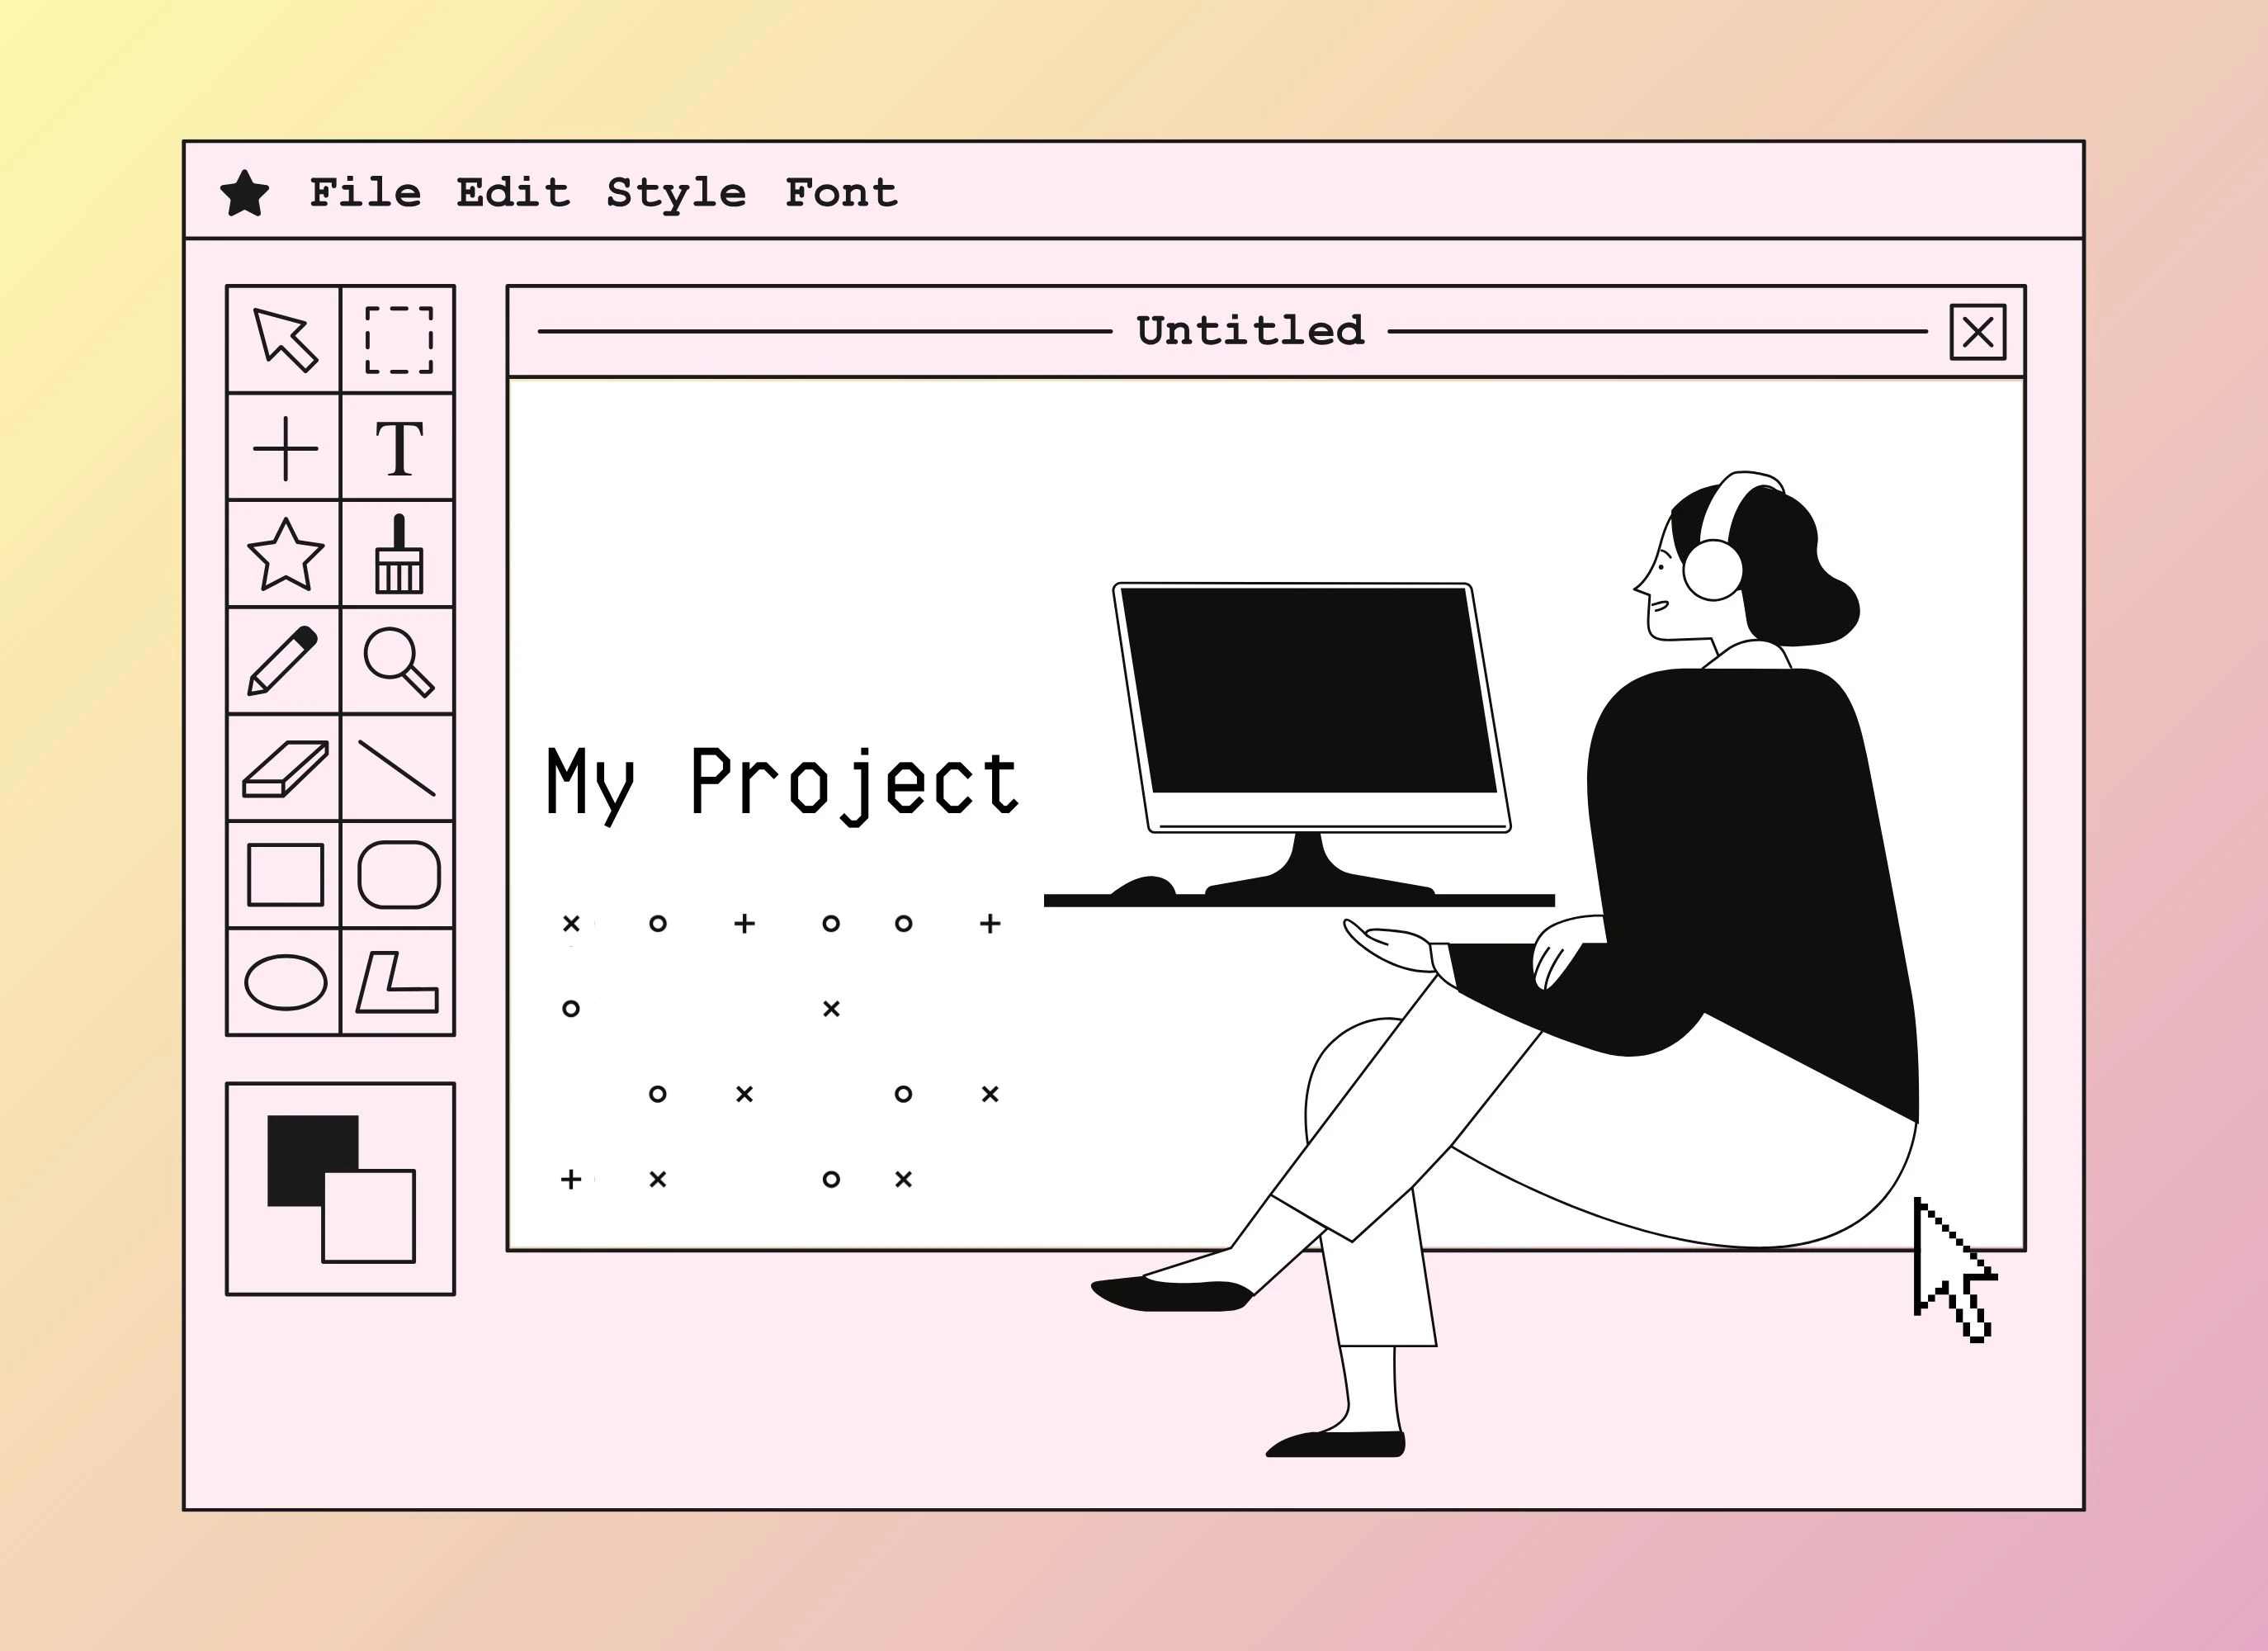 File Edit Style Font
Untitled
T
My Project
× o + o o +
o ×
o × o ×
+ × o ×